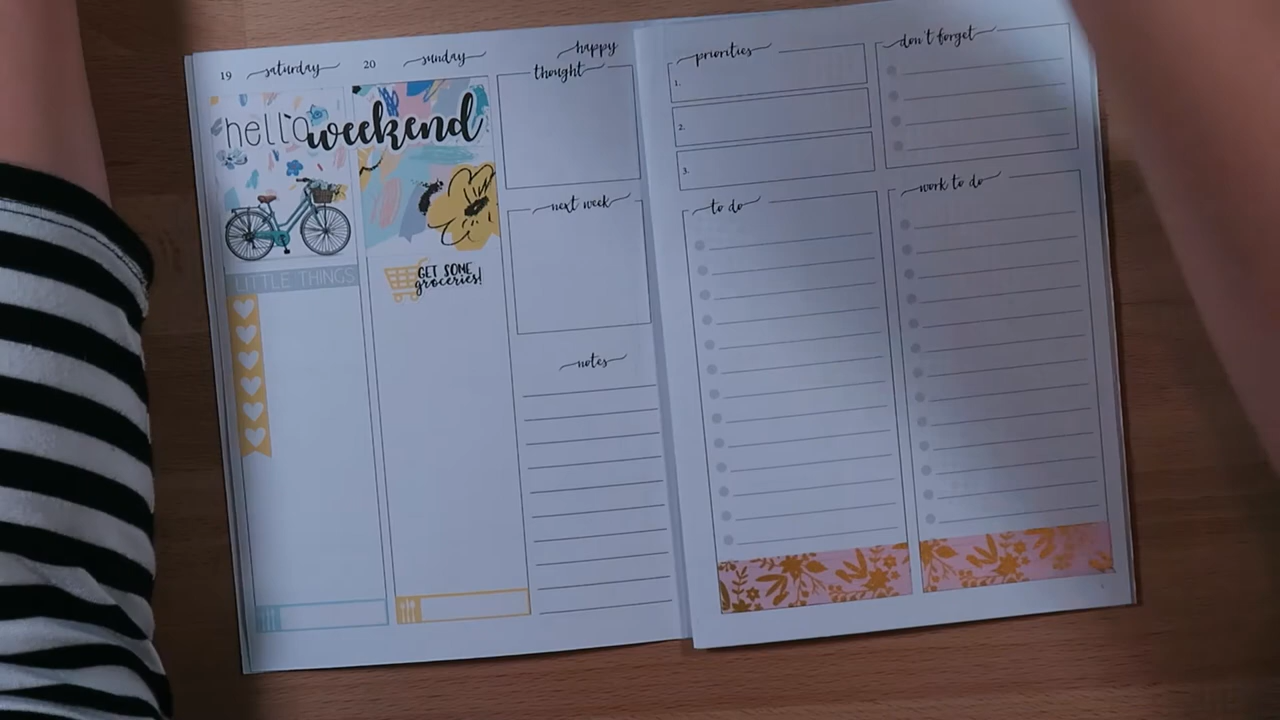 19 saturday
20 sunday
hello weekend
LITTLE THINGS
GET SOME
groceries!
happy
thought
next week
notes
priorities
1.
2.
3.
don't forget
to do
work to do